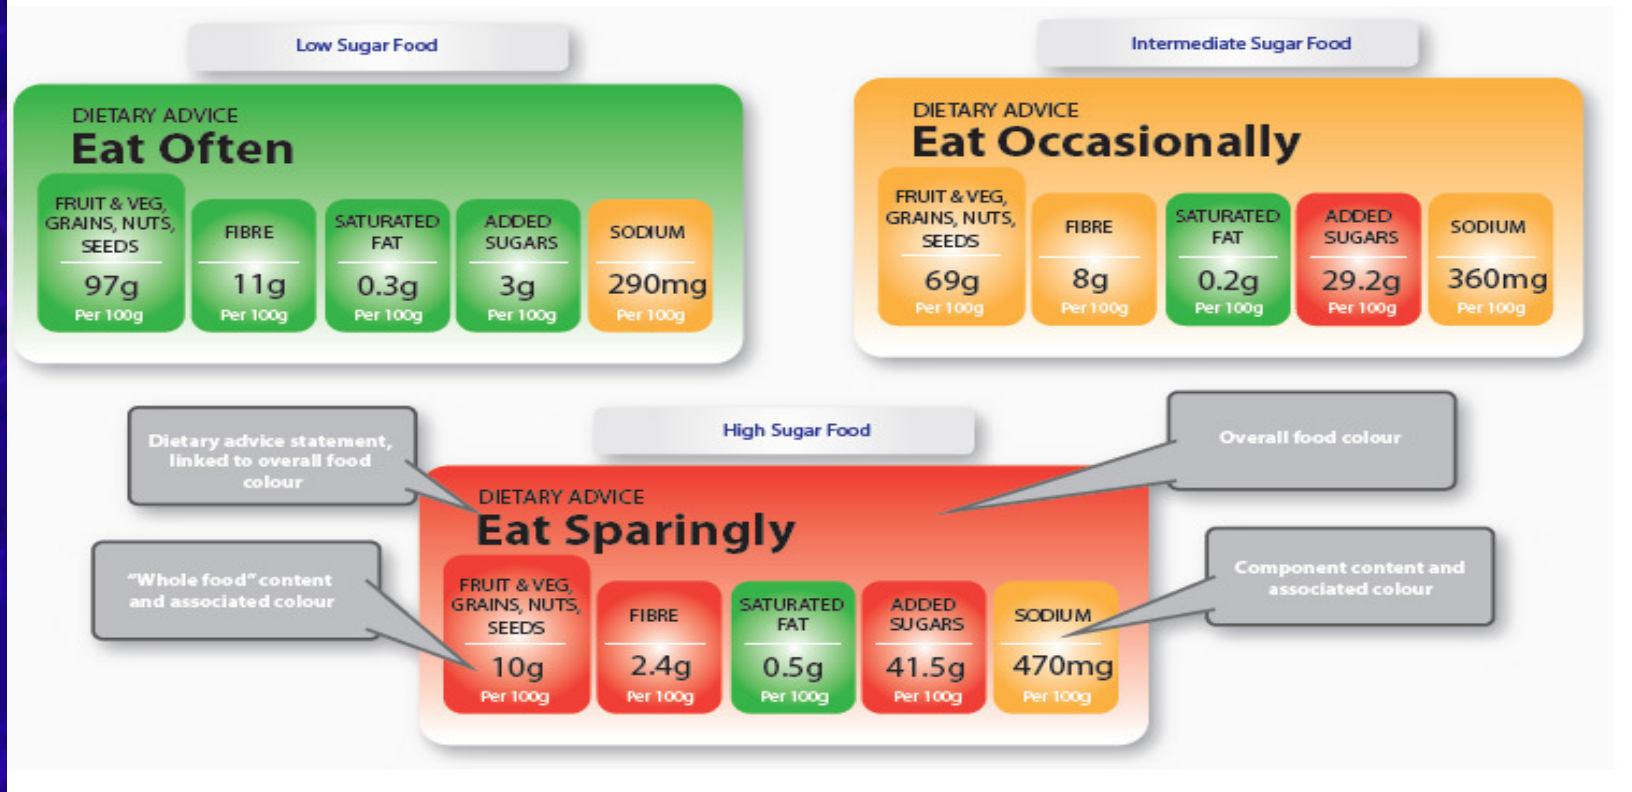 Low Sugar Food
DIETARY ADVICE
Eat Often
FRUIT & VEG,
GRAINS, NUTS,
SEEDS
97g
Per 100g
FIBRE
11g
Per 100g
SATURATED
FAT
0.3g
Per 100g
ADDED
SUGARS
3g
Per 100g
SODIUM
290mg
Per 100g
Intermediate Sugar Food
DIETARY ADVICE
Eat Occasionally
FRUIT & VEG,
GRAINS, NUTS,
SEEDS
69g
Per 100g
FIBRE
8g
Per 100g
SATURATED
FAT
0.2g
Per 100g
ADDED
SUGARS
29.2g
Per 100g
SODIUM
360mg
Per 100g
Dietary advice statement,
linked to overall food
colour
"Whole food" content
and associated colour
High Sugar Food
DIETARY ADVICE
Eat Sparingly
FRUIT & VEG,
GRAINS, NUTS,
SEEDS
10g
Per 100g
FIBRE
2.4g
Per 100g
SATURATED
FAT
0.5g
Per 100g
ADDED
SUGARS
41.5g
Per 100g
SODIUM
470mg
Per 100g
Overall food colour
Component content and
associated colour